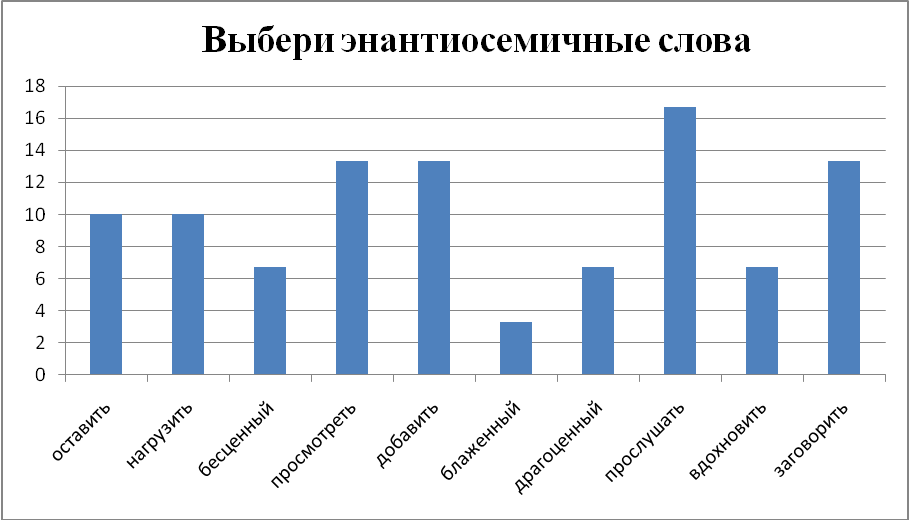 Выбери энантиосемичные слова
18
16
14
12
10
8
6
4
2
0
оставить
нагрузить
бесценный
просмотреть
добавить
блаженный
драгоценный
прослушать
вдохновить
заговорить